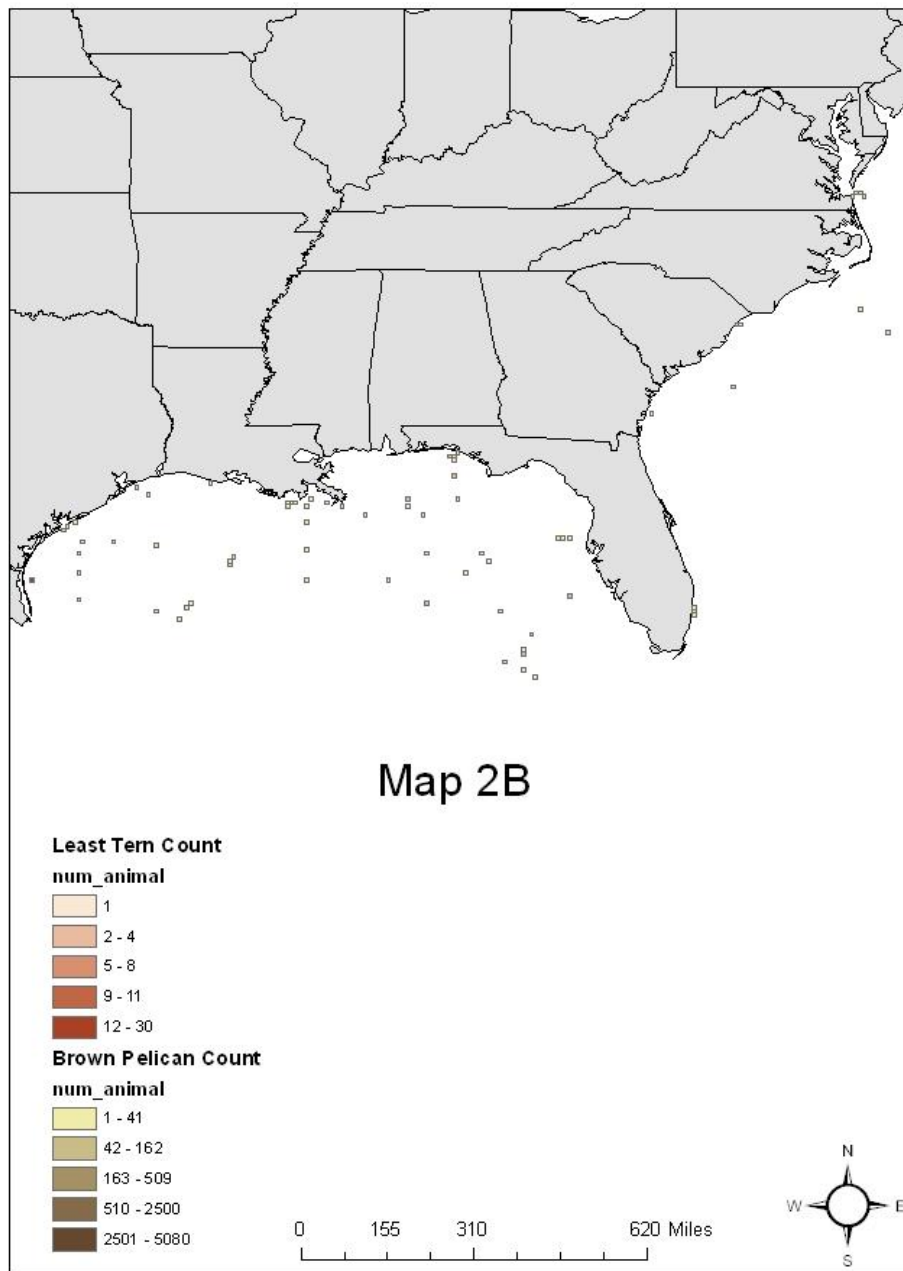 Map 2B
Least Tern Count
num_animal
1
2 - 4
5 - 8
9 - 11
12 - 30
Brown Pelican Count
num_animal
1 - 41
42 - 162
163 - 509
510 - 2500
2501 - 5080
0 155 310 620 Miles
N
W E
S